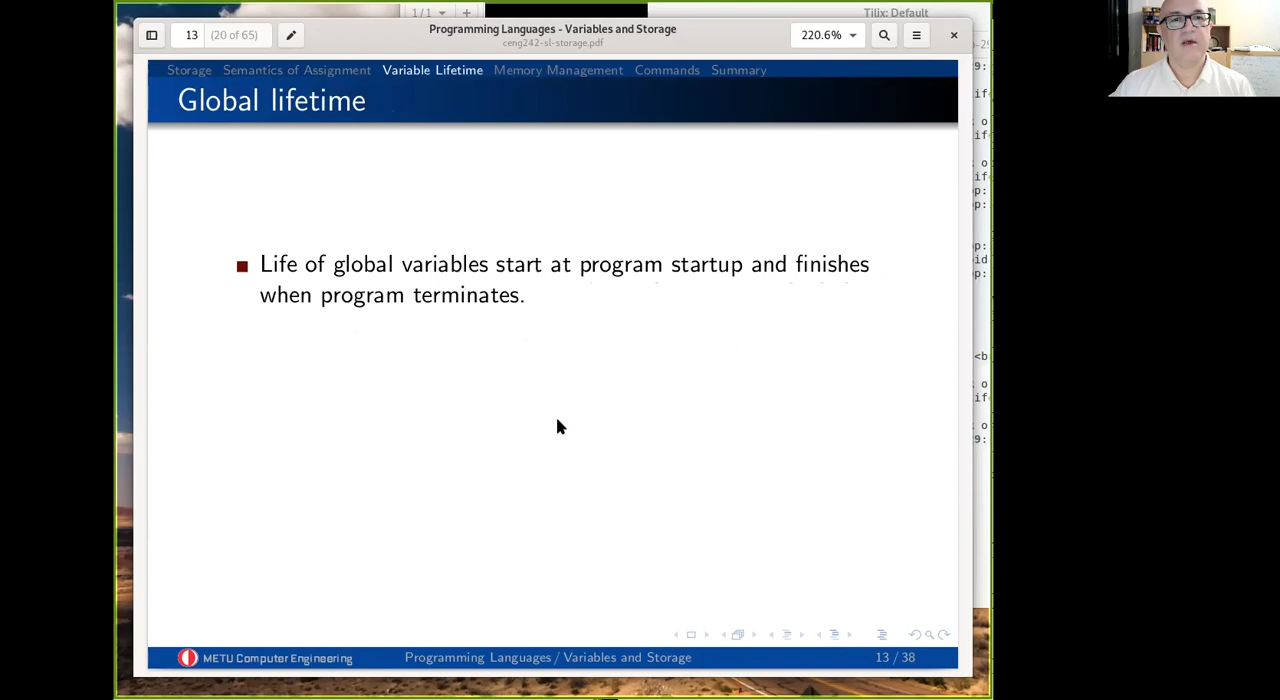 1/1
Tilix: Default
13 (20 of 65)
Programming Languages - Variables and Storage
ceng242-sl-storage.pdf
220.6%
Storage Semantics of Assignment Variable Lifetime Memory Management Commands Summary
Global lifetime
Life of global variables start at program startup and finishes
when program terminates.
METU Computer Engineering
Programming Languages / Variables and Storage
13 / 38